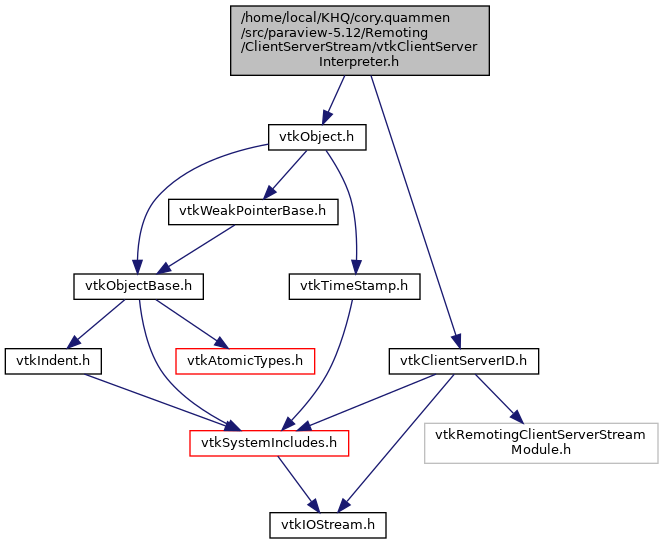 /home/local/KHQ/cory.quammen
/src/paraview-5.12/Remoting
/ClientServerStream/vtkClientServer
Interpreter.h
vtkObject.h
vtkWeakPointerBase.h
vtkObjectBase.h
vtkTimeStamp.h
vtkIndent.h
vtkAtomicTypes.h
vtkClientServerID.h
vtkSystemIncludes.h
vtkRemotingClientServerStream
Module.h
vtkIOStream.h